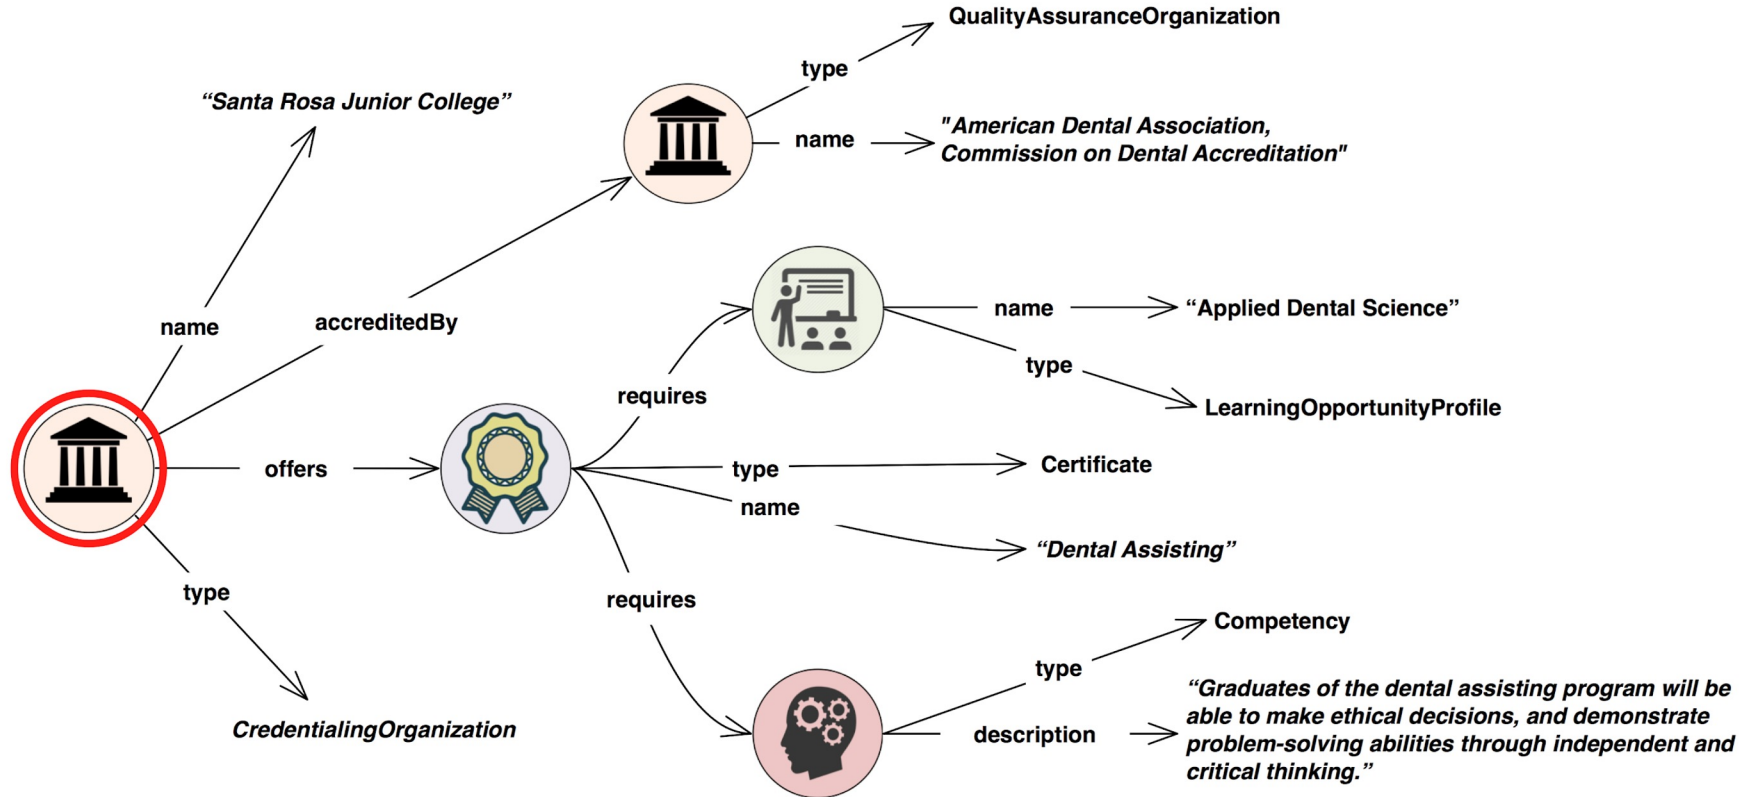 QualityAssuranceOrganization
type
“Santa Rosa Junior College”
"American Dental Association,
Commission on Dental Accreditation"
name
name
accreditedBy
name
“Applied Dental Science”
type
requires
LearningOpportunityProfile
offers
type
Certificate
name
“Dental Assisting”
type
requires
Competency
type
“Graduates of the dental assisting program will be
able to make ethical decisions, and demonstrate
problem-solving abilities through independent and
critical thinking.”
description
CredentialingOrganization